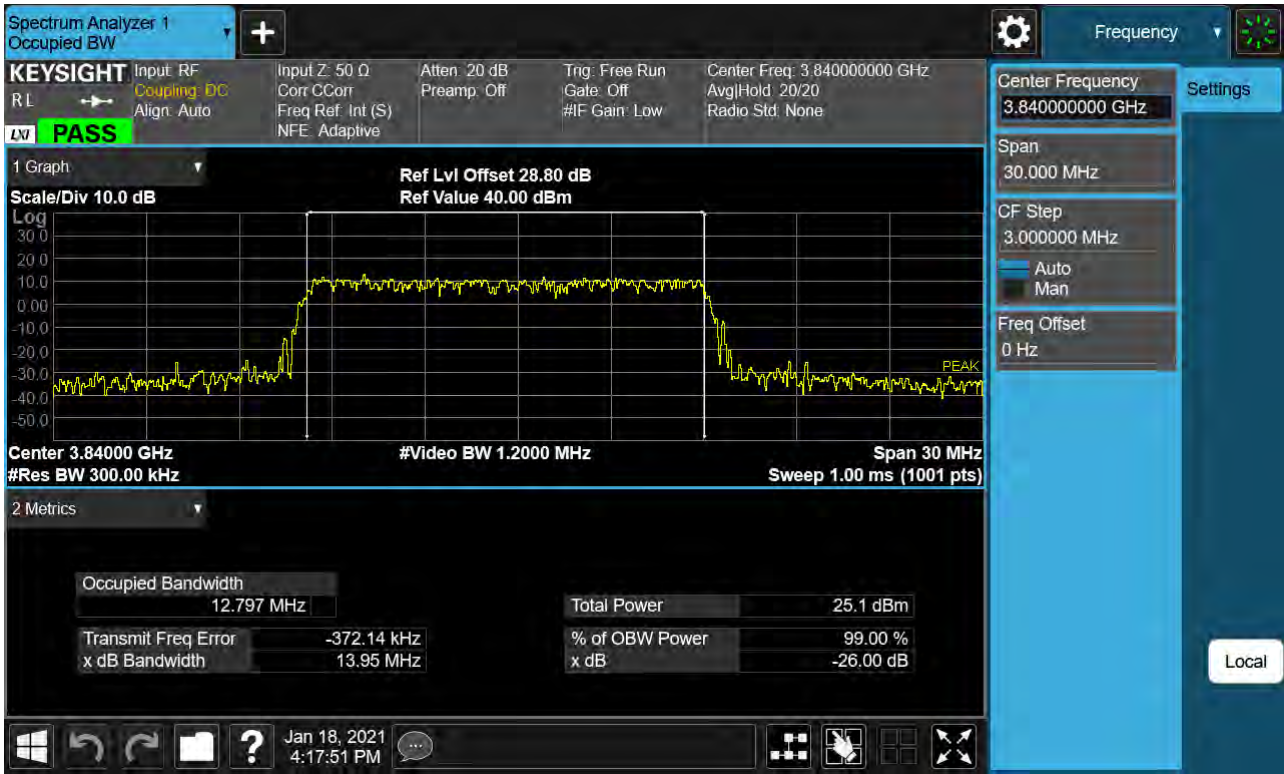 Spectrum Analyzer 1
Occupied BW
Frequency
KEYSIGHT
RL
LXI
PASS
Input: RF
Coupling: DC
Align: Auto
Input Z: 50 Ω
Corr CCorr
Freq Ref: Int (S)
NFE: Adaptive
Atten: 20 dB
Preamp: Off
Trig: Free Run
Gate: Off
#IF Gain: Low
Center Freq: 3.840000000 GHz
Avg|Hold: 20/20
Radio Std: None
Center Frequency
3.840000000 GHz
Settings
Span
30.000 MHz
CF Step
3.000000 MHz
Auto
Man
Freq Offset
0 Hz
Local
1 Graph
Scale/Div 10.0 dB
Ref Lvl Offset 28.80 dB
Ref Value 40.00 dBm
Log
30.0
20.0
10.0
0.00
-10.0
-20.0
-30.0
-40.0
-50.0
PEAK
Center 3.84000 GHz
#Video BW 1.2000 MHz
Span 30 MHz
#Res BW 300.00 kHz
Sweep 1.00 ms (1001 pts)
2 Metrics
Occupied Bandwidth
12.797 MHz
Total Power 25.1 dBm
Transmit Freq Error -372.14 kHz
% of OBW Power 99.00 %
x dB Bandwidth 13.95 MHz
x dB -26.00 dB
?
Jan 18, 2021
4:17:51 PM